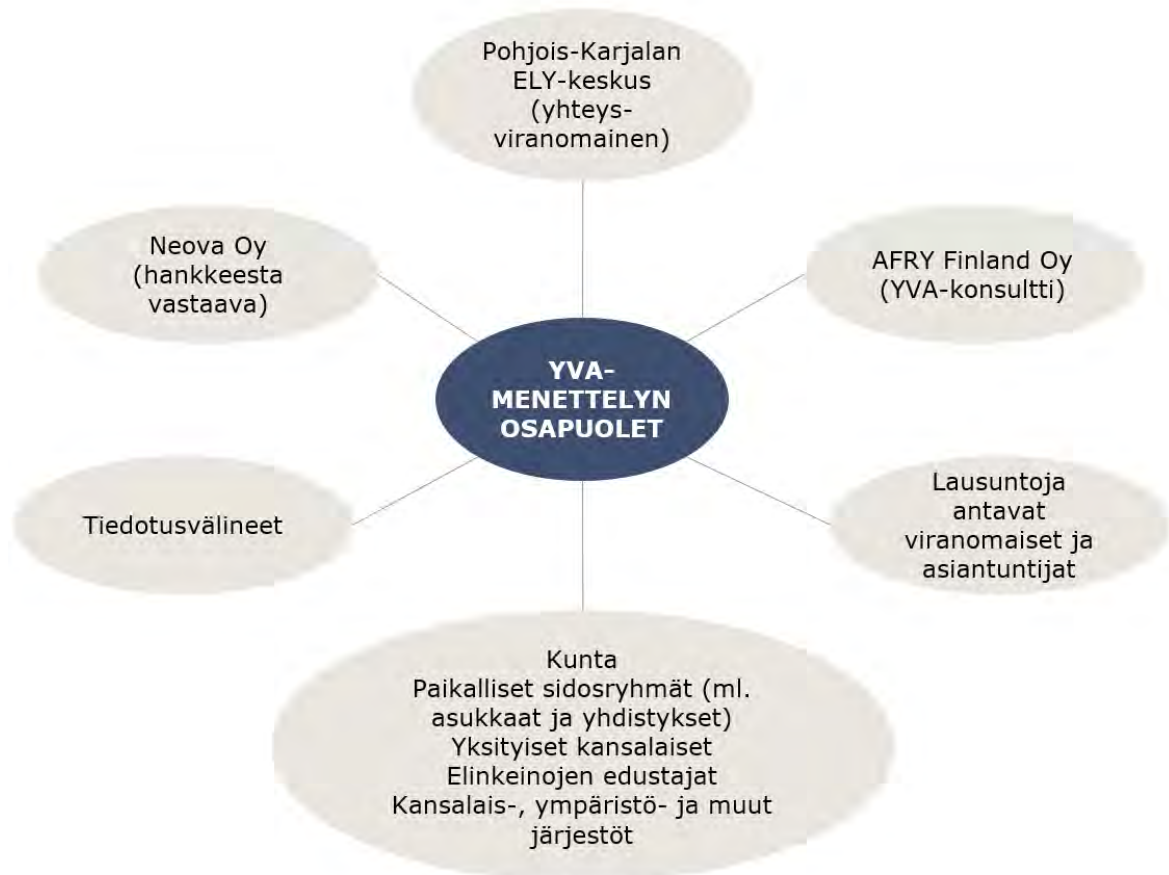 Pohjois-Karjalan
ELY-keskus
(yhteys-
viranomainen)
Neova Oy
(hankkeesta
vastaava)
AFRY Finland Oy
(YVA-konsultti)
YVA-
MENETTELYN
OSAPUOLET
Tiedotusvälineet
Lausuntoja
antavat
viranomaiset ja
asiantuntijat
Kunta
Paikalliset sidosryhmät (ml.
asukkaat ja yhdistykset)
Yksityiset kansalaiset
Elinkeinojen edustajat
Kansalais-, ympäristö- ja muut
järjestöt